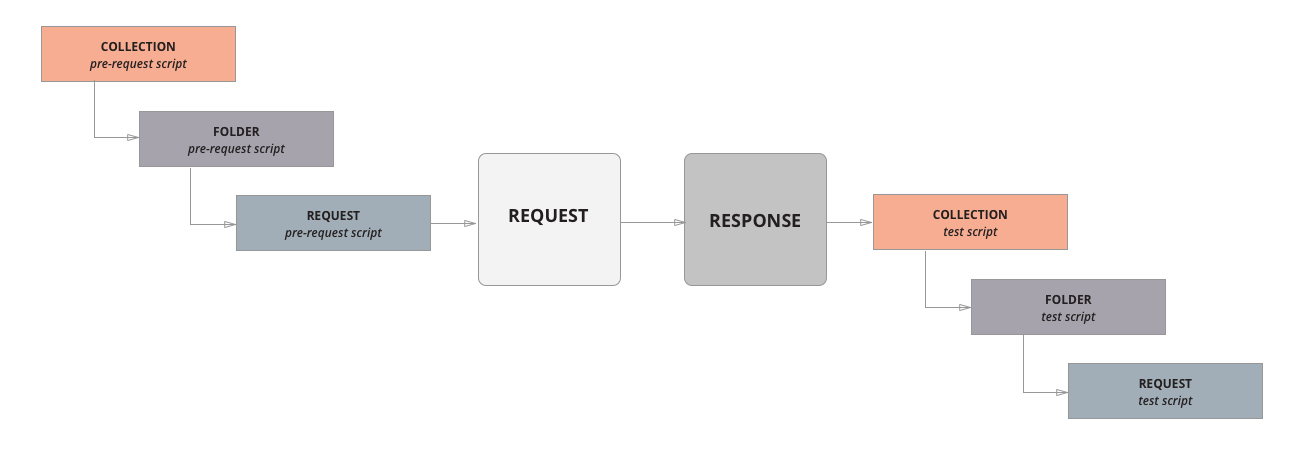 COLLECTION
pre-request script
FOLDER
pre-request script
REQUEST
pre-request script
REQUEST
RESPONSE
COLLECTION
test script
FOLDER
test script
REQUEST
test script